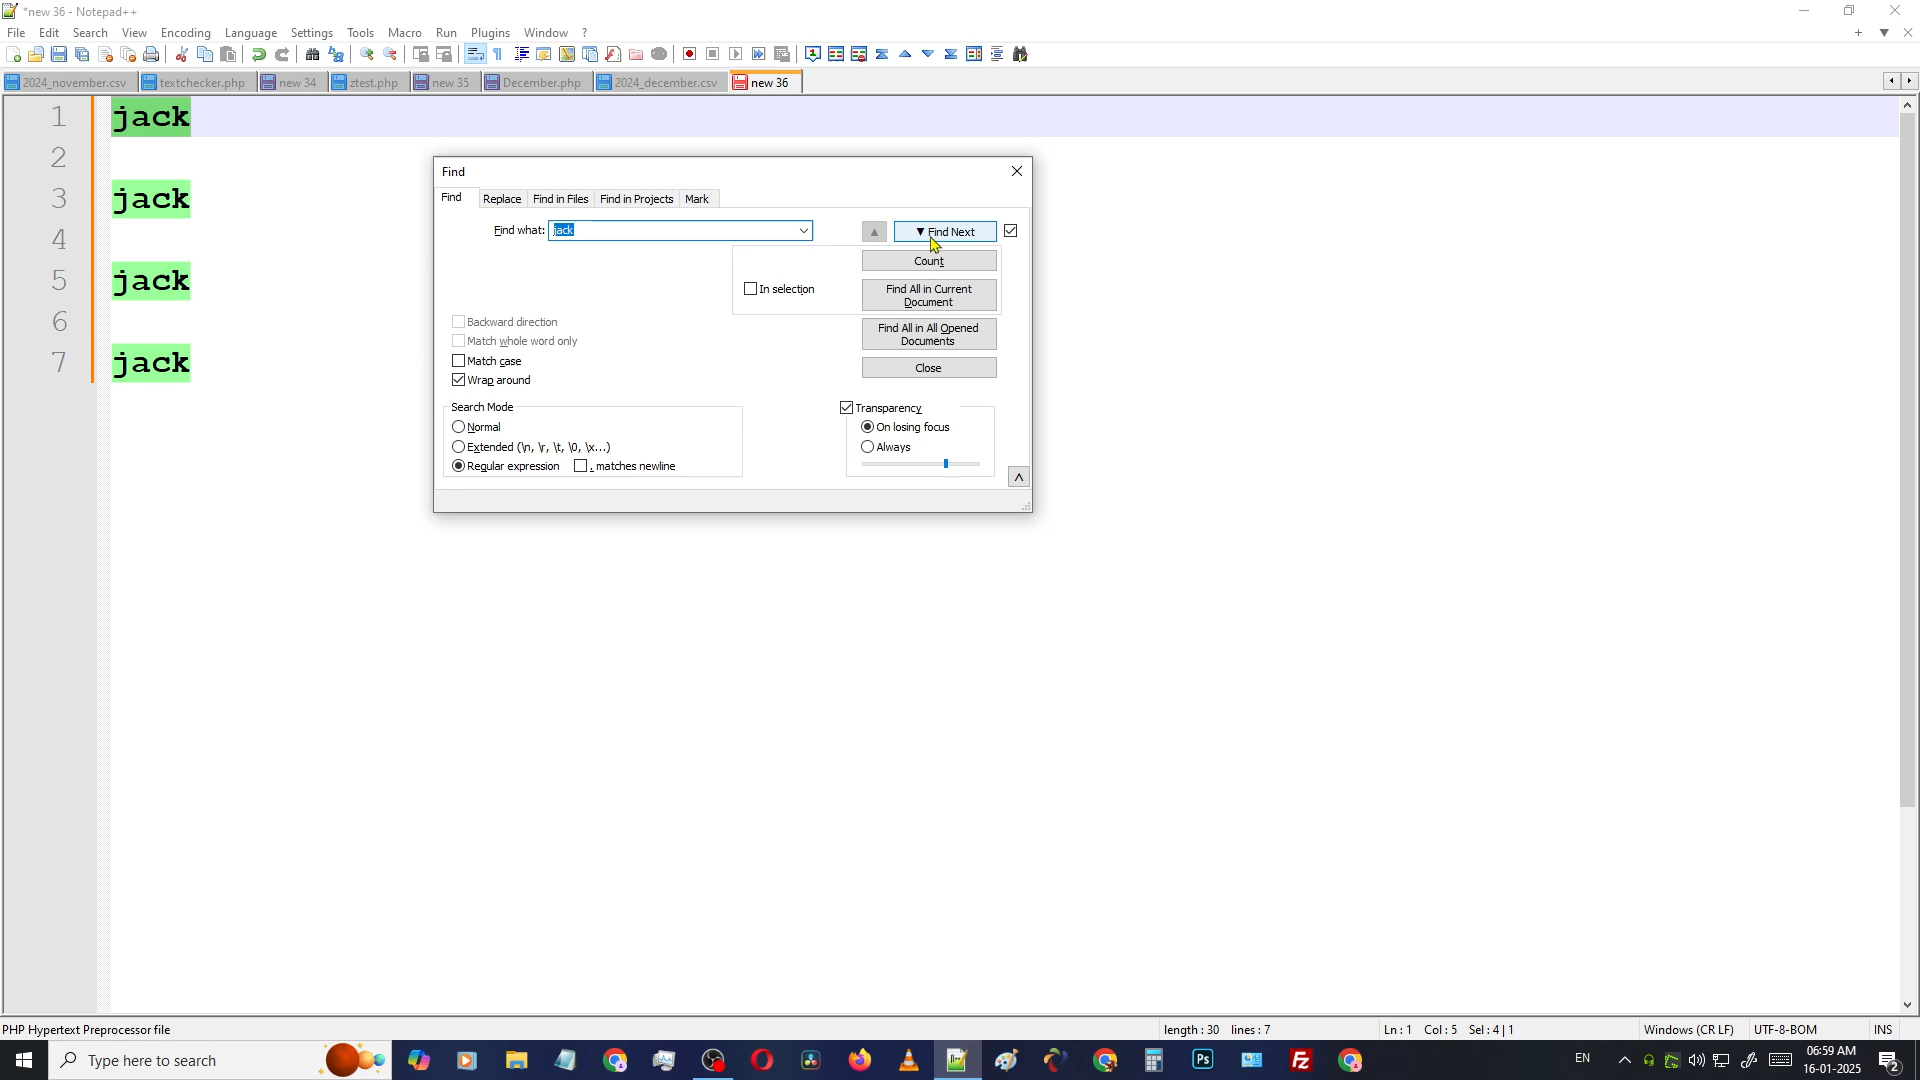 *new 36 - Notepad++
File Edit Search View Encoding Language Settings Tools Macro Run Plugins Window ?
2024_november.csv textchecker.php new 34 ztest.php new 35 December.php 2024_december.csv new 36
1 jack
2
3 jack
4
5 jack
6
7 jack
Find
Find Replace Find in Files Find in Projects Mark
Find what: jack ▲ ▼ Find Next
Count
In selection
Find All in Current
Document
Backward direction
Find All in All Opened
Documents
Match whole word only
Match case
Close
Wrap around
Search Mode
Transparency
Normal
On losing focus
Extended (\n, \r, \t, \0, \x...)
Always
Regular expression . matches newline
PHP Hypertext Preprocessor file length : 30 lines : 7 Ln : 1 Col : 5 Sel : 4 | 1 Windows (CR LF) UTF-8-BOM INS
Type here to search
Ps
EN
06:59 AM
16-01-2025
2